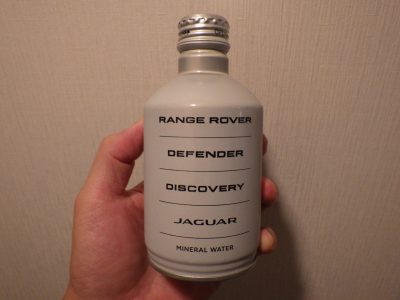 RANGE ROVER
DEFENDER
DISCOVERY
JAGUAR
MINERAL WATER